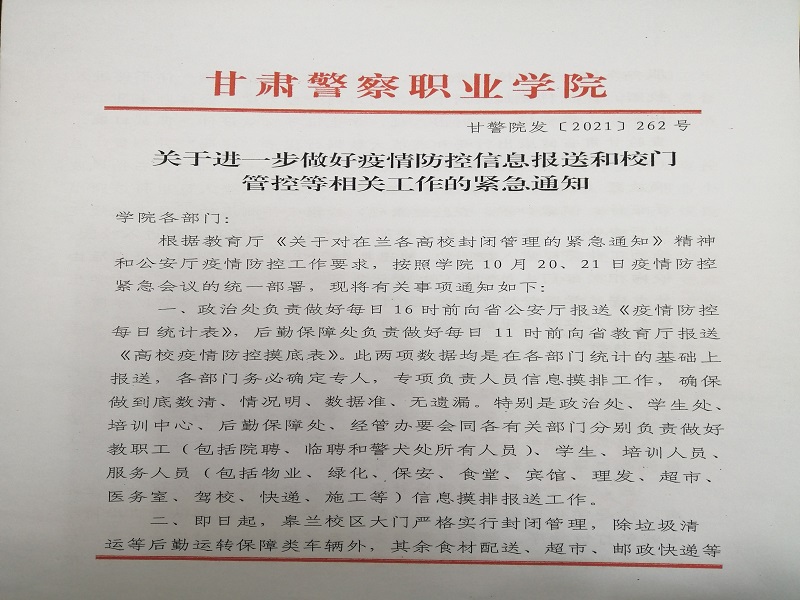 甘肃警察职业学院
甘警院发〔2021〕262号
关于进一步做好疫情防控信息报送和校门
管控等相关工作的紧急通知
学院各部门：
根据教育厅《关于对在兰各高校封闭管理的紧急通知》精神
和公安厅疫情防控工作要求，按照学院10月20、21日疫情防控
紧急会议的统一部署，现将有关事项通知如下：
一、政治处负责做好每日16时前向省公安厅报送《疫情防控
每日统计表》，后勤保障处负责做好每日11时前向省教育厅报送
《高校疫情防控摸底表》。此两项数据均是在各部门统计的基础上
报送，各部门务必确定专人，专项负责人员信息摸排工作，确保
做到底数清、情况明、数据准、无遗漏。特别是政治处、学生处、
培训中心、后勤保障处、经管办要会同各有关部门分别负责做好
教职工（包括院聘、临聘和警犬处所有人员）、学生、培训人员、
服务人员（包括物业、绿化、保安、食堂、宾馆、理发、超市、
医务室、驾校、快递、施工等）信息摸排报送工作。
二、即日起，皋兰校区大门严格实行封闭管理，除垃圾清
运等后勤运转保障类车辆外，其余食材配送、超市、邮政快递等